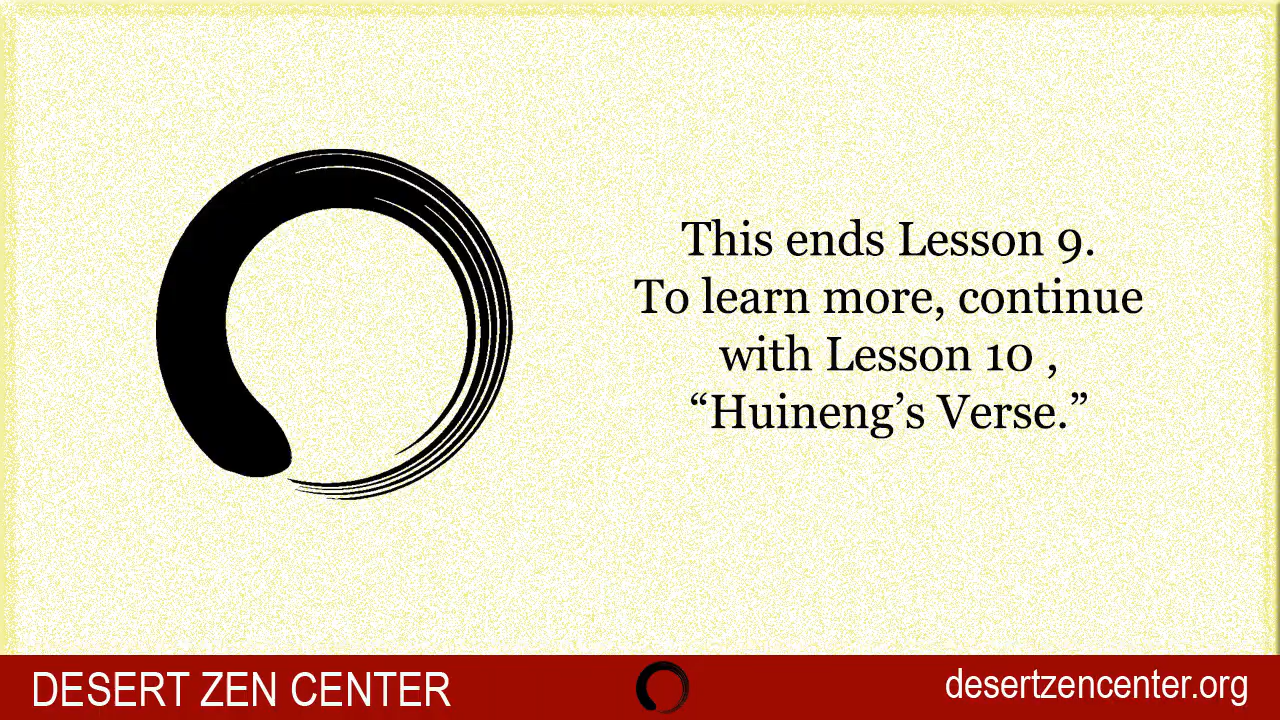 This ends Lesson 9.
To learn more, continue
with Lesson 10 ,
“Huineng’s Verse.”
DESERT ZEN CENTER
desertzencenter.org